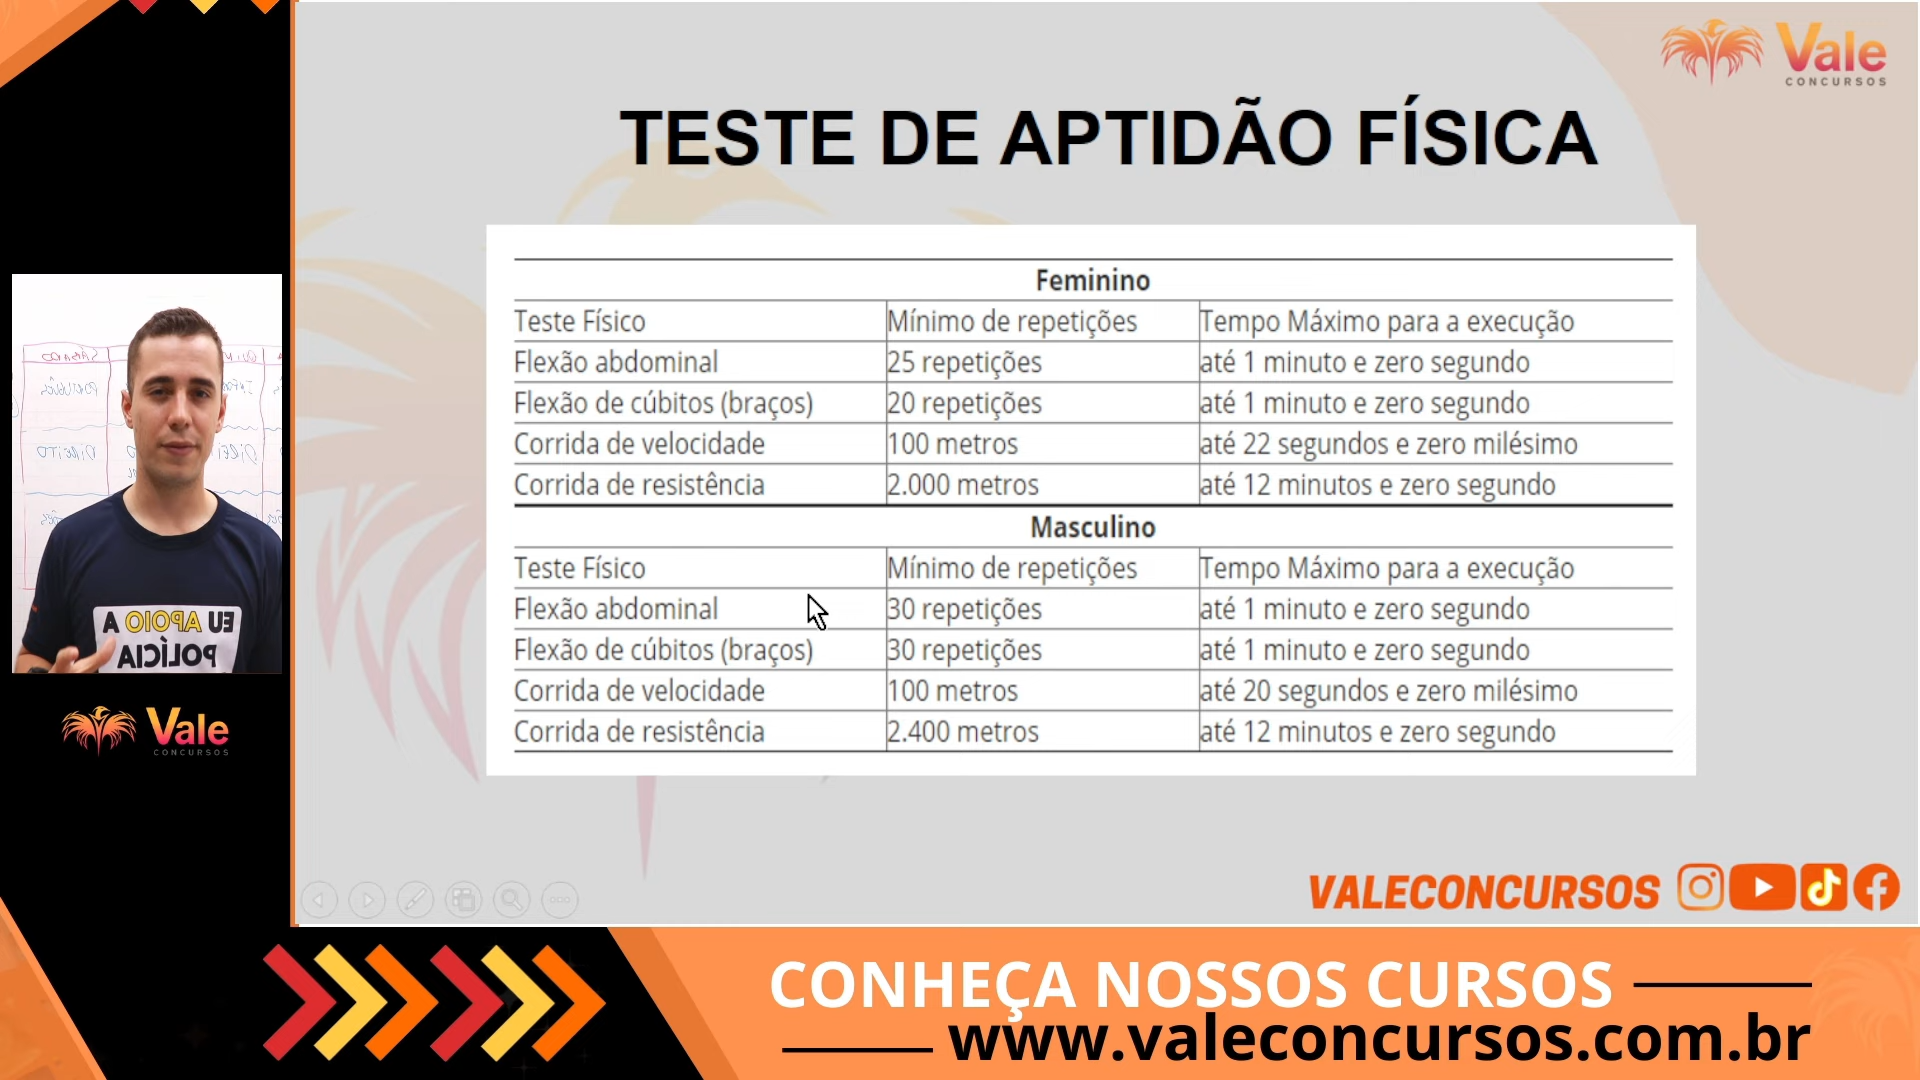 Vale
CONCURSOS
TESTE DE APTIDÃO FÍSICA
Feminino
Teste Físico Mínimo de repetições Tempo Máximo para a execução
Flexão abdominal 25 repetições até 1 minuto e zero segundo
Flexão de cúbitos (braços) 20 repetições até 1 minuto e zero segundo
Corrida de velocidade 100 metros até 22 segundos e zero milésimo
Corrida de resistência 2.000 metros até 12 minutos e zero segundo
Masculino
Teste Físico Mínimo de repetições Tempo Máximo para a execução
Flexão abdominal 30 repetições até 1 minuto e zero segundo
Flexão de cúbitos (braços) 30 repetições até 1 minuto e zero segundo
Corrida de velocidade 100 metros até 20 segundos e zero milésimo
Corrida de resistência 2.400 metros até 12 minutos e zero segundo
SÁBADO
PORTUGUÊS
DIREITO
EU APOIO A
POLÍCIA
Vale
CONCURSOS
VALECONCURSOS
CONHEÇA NOSSOS CURSOS
www.valeconcursos.com.br